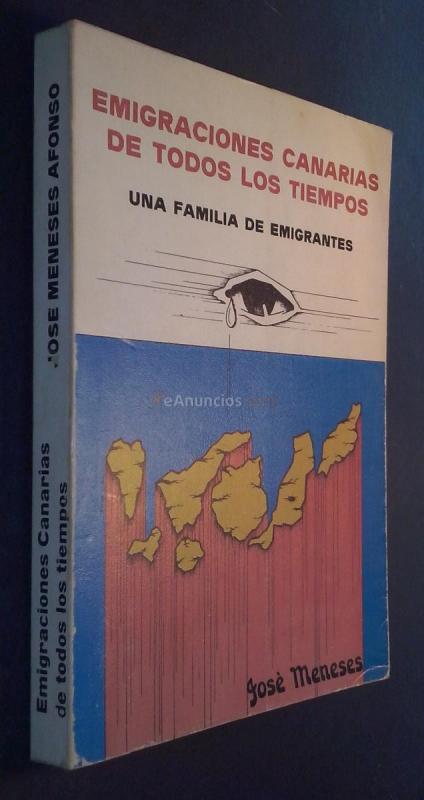 EMIGRACIONES CANARIAS
DE TODOS LOS TIEMPOS
UNA FAMILIA DE EMIGRANTES
José Meneses
Emigraciones Canarias
de todos los tiempos
JOSE MENESES AFONSO
eAnuncios